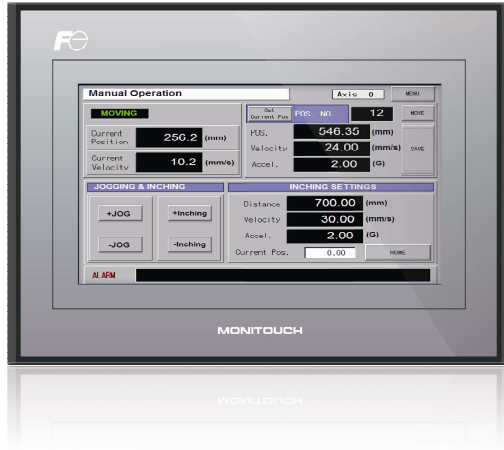 Fe
Manual Operation
Axis 0
MENU
MOVING
Set
Current Pos
POS. NO.
12
MOVE
Current
Position
256.2 (mm)
POS.
546.35 (mm)
Velocity
24.00 (mm/s)
SAVE
Current
Velocity
10.2 (mm/s)
Accel.
2.00 (G)
JOGGING & INCHING
INCHING SETTINGS
+JOG
+Inching
Distance
700.00 (mm)
Velocity
30.00 (mm/s)
-JOG
-Inching
Accel.
2.00 (G)
Current Pos.
0.00
HOME
ALARM
MONITOUCH